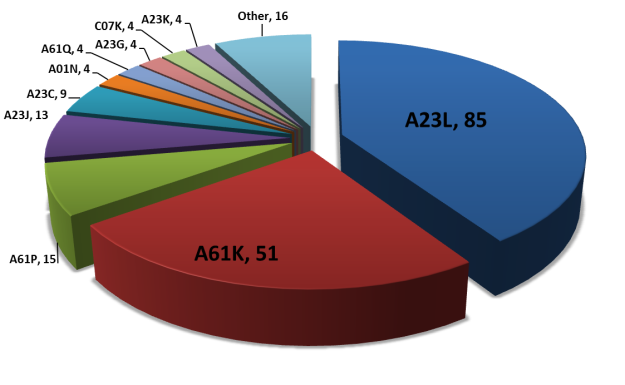 Other, 16
A23K, 4
C07K, 4
A23G, 4
A61Q, 4
A01N, 4
A23C, 9
A23J, 13
A23L, 85
A61K, 51
A61P, 15